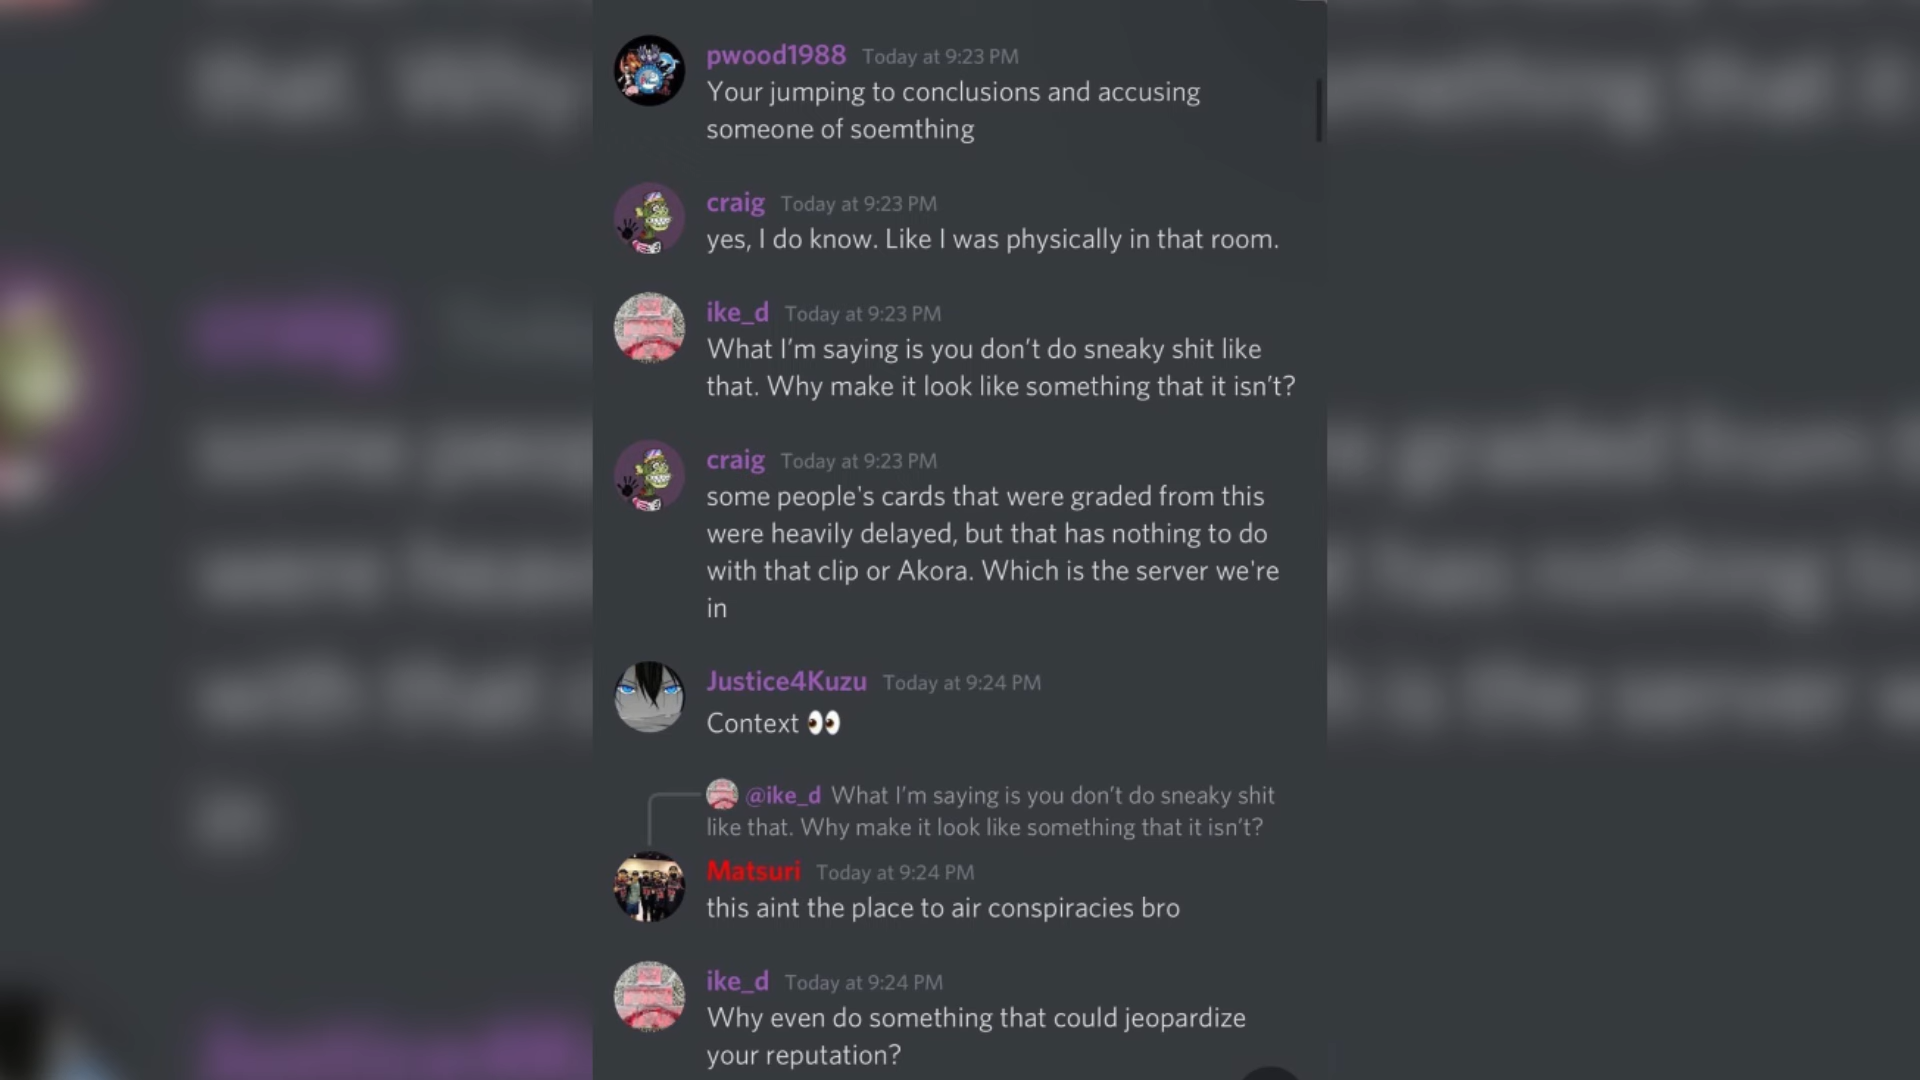 pwood1988 Today at 9:23 PM
Your jumping to conclusions and accusing
someone of soemthing
craig Today at 9:23 PM
yes, I do know. Like I was physically in that room.
ike_d Today at 9:23 PM
What I’m saying is you don’t do sneaky shit like
that. Why make it look like something that it isn’t?
craig Today at 9:23 PM
some people's cards that were graded from this
were heavily delayed, but that has nothing to do
with that clip or Akora. Which is the server we're
in
Justice4Kuzu Today at 9:24 PM
Context 👀
@ike_d What I’m saying is you don’t do sneaky shit
like that. Why make it look like something that it isn’t?
Matsuri Today at 9:24 PM
this aint the place to air conspiracies bro
ike_d Today at 9:24 PM
Why even do something that could jeopardize
your reputation?